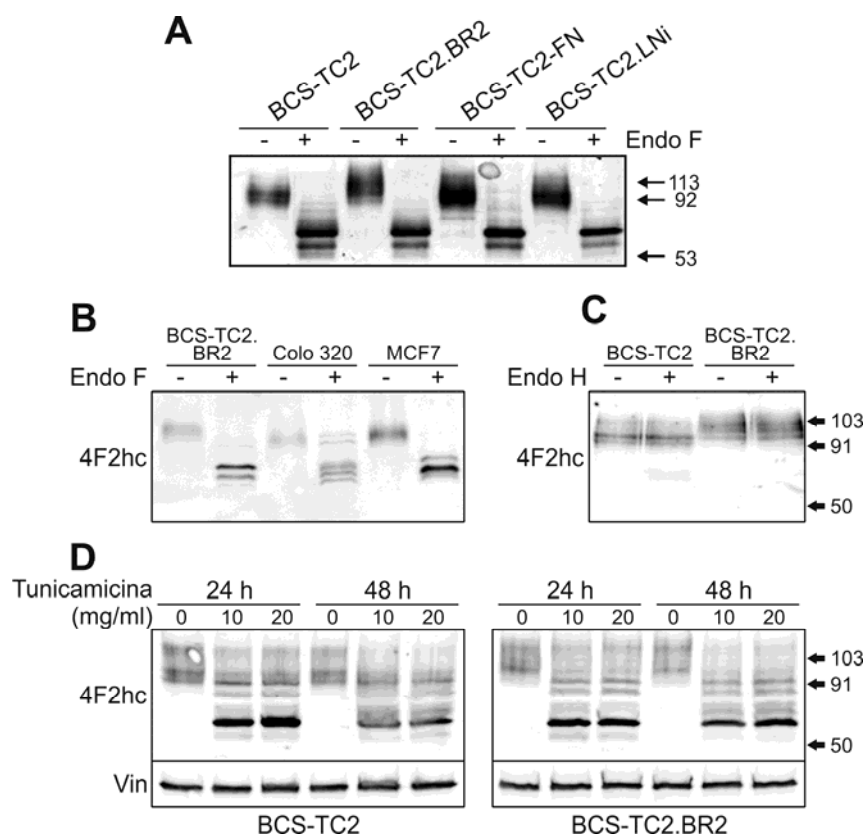 A
BCS-TC2 BCS-TC2.BR2 BCS-TC2-FN BCS-TC2.LNi
- + - + - + - + Endo F
113
92
53
B
BCS-TC2.
BR2 Colo 320 MCF7
Endo F - + - + - +
4F2hc
C
BCS-TC2 BCS-TC2.
BR2
Endo H - + - +
4F2hc
103
91
50
D
Tunicamicina 24 h 48 h 24 h 48 h
(mg/ml) 0 10 20 0 10 20 0 10 20 0 10 20
4F2hc
103
91
50
Vin
BCS-TC2 BCS-TC2.BR2